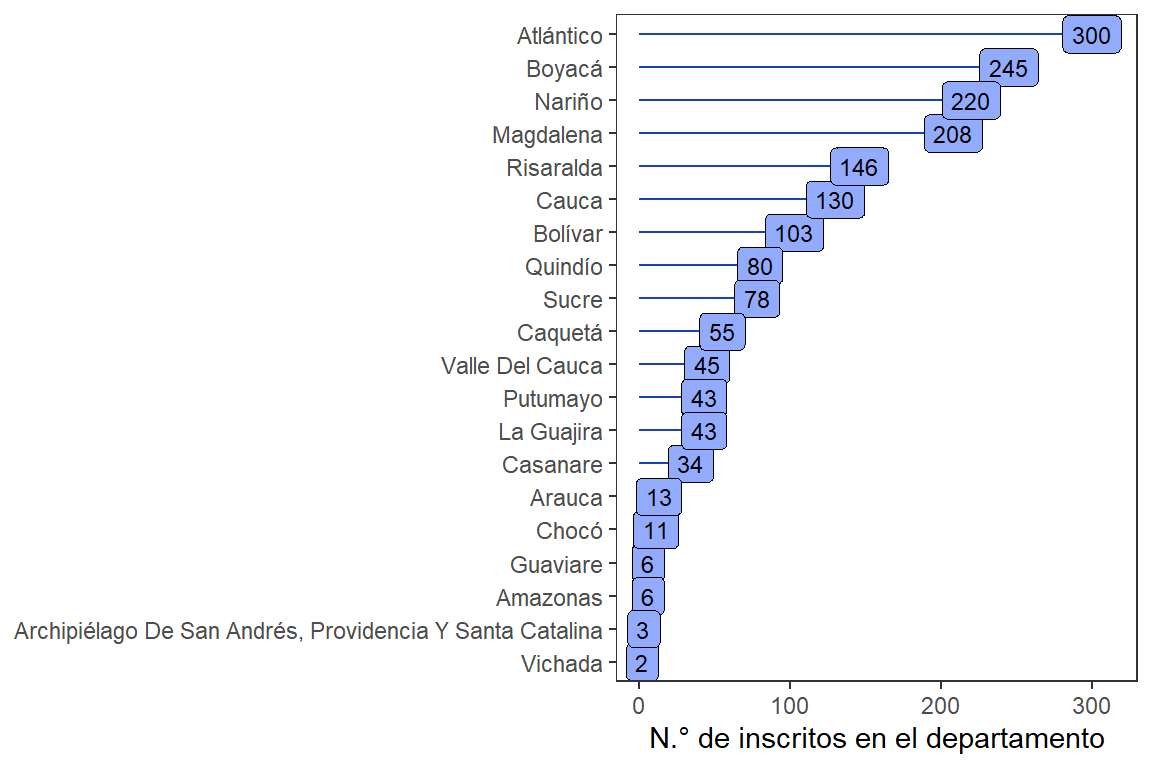 Atlántico 300
Boyacá 245
Nariño 220
Magdalena 208
Risaralda 146
Cauca 130
Bolívar 103
Quindío 80
Sucre 78
Caquetá 55
Valle Del Cauca 45
Putumayo 43
La Guajira 43
Casanare 34
Arauca 13
Chocó 11
Guaviare 6
Amazonas 6
Archipiélago De San Andrés, Providencia Y Santa Catalina 3
Vichada 2
0 100 200 300
N.° de inscritos en el departamento